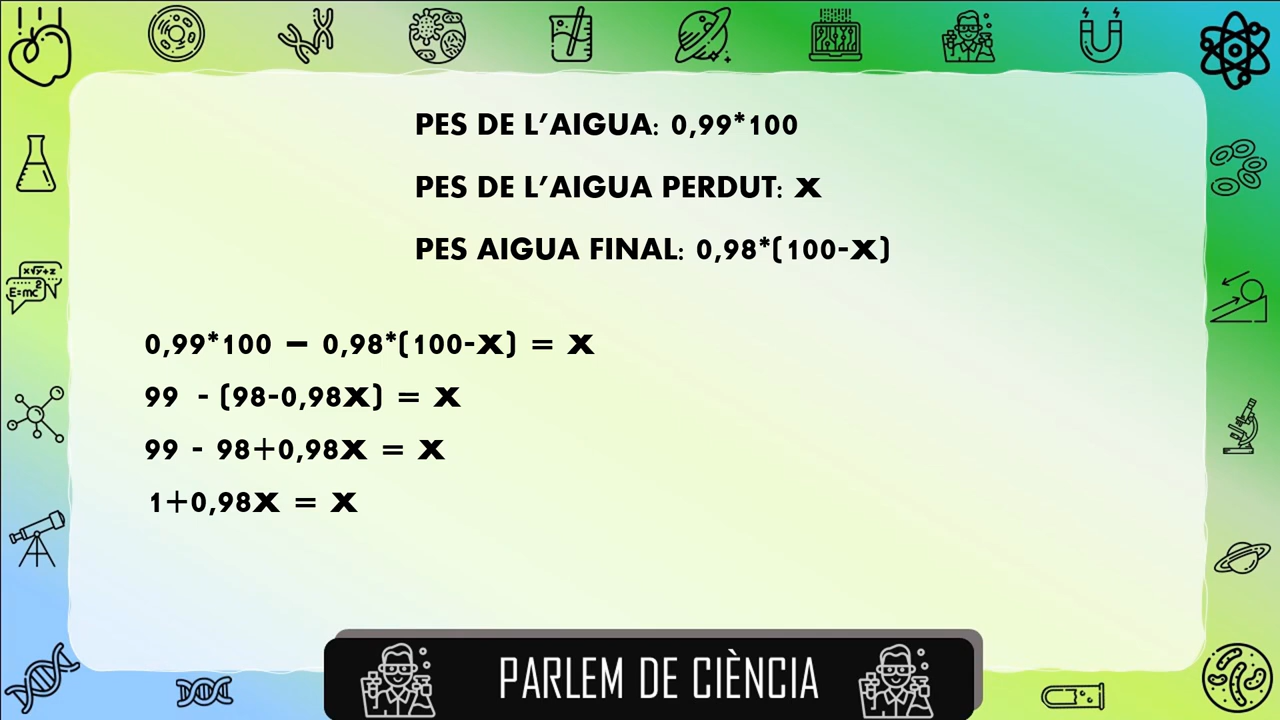 PES DE L’AIGUA: 0,99*100
PES DE L’AIGUA PERDUT: X
PES AIGUA FINAL: 0,98*(100-X)
0,99*100 – 0,98*(100-X) = X
99 - (98-0,98X) = X
99 - 98+0,98X = X
1+0,98X = X
x√y+z
E=mc²
PARLEM DE CIÈNCIA